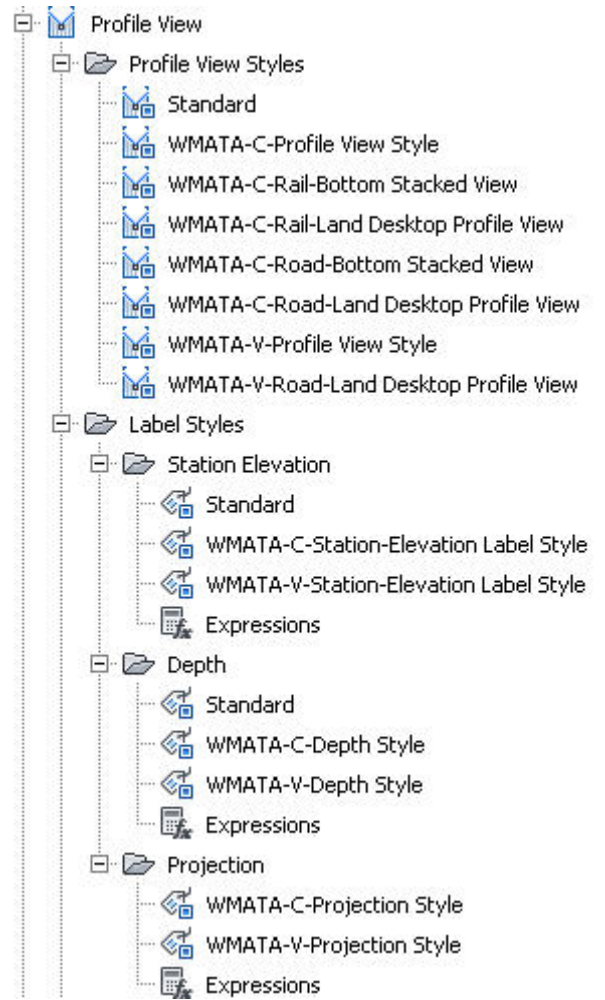 Profile View
Profile View Styles
Standard
WMATA-C-Profile View Style
WMATA-C-Rail-Bottom Stacked View
WMATA-C-Rail-Land Desktop Profile View
WMATA-C-Road-Bottom Stacked View
WMATA-C-Road-Land Desktop Profile View
WMATA-V-Profile View Style
WMATA-V-Road-Land Desktop Profile View
Label Styles
Station Elevation
Standard
WMATA-C-Station-Elevation Label Style
WMATA-V-Station-Elevation Label Style
Expressions
Depth
Standard
WMATA-C-Depth Style
WMATA-V-Depth Style
Expressions
Projection
WMATA-C-Projection Style
WMATA-V-Projection Style
Expressions